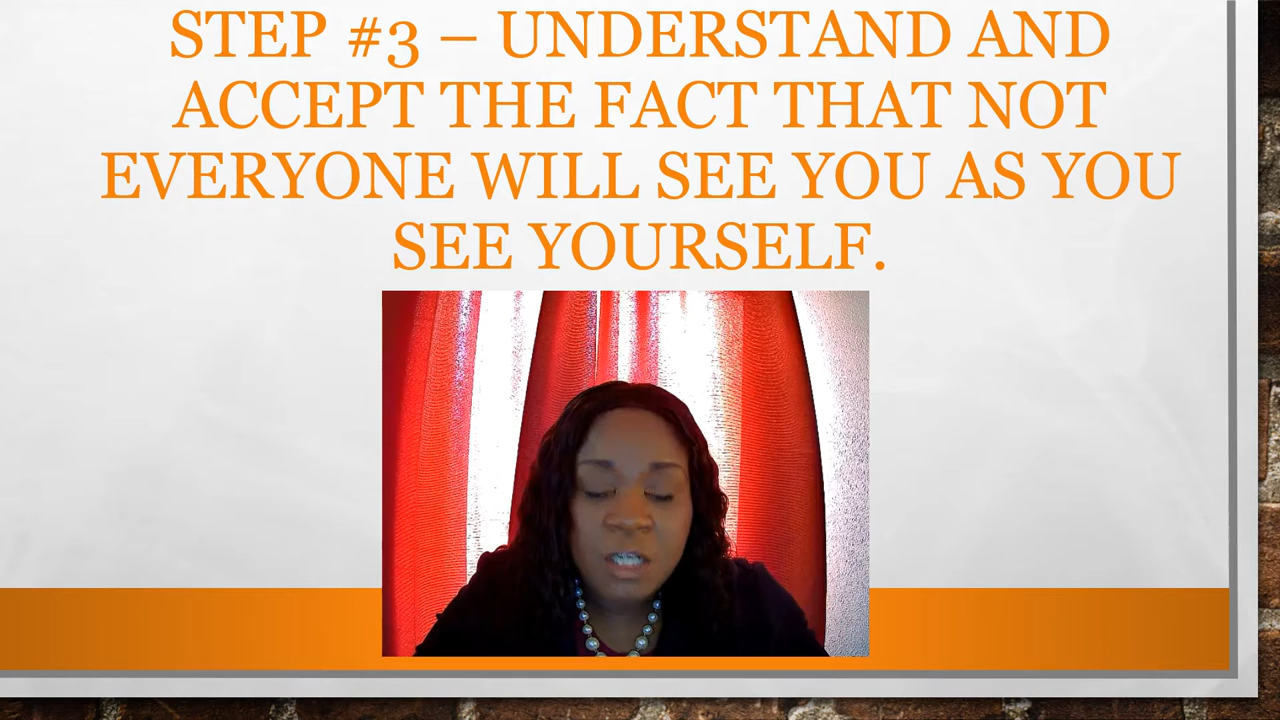 STEP #3 – UNDERSTAND AND
ACCEPT THE FACT THAT NOT
EVERYONE WILL SEE YOU AS YOU
SEE YOURSELF.